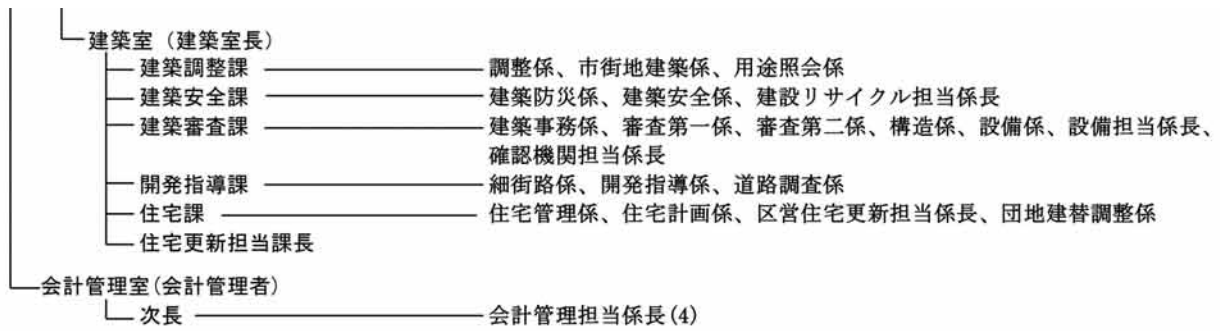 建築室(建築室長)
建築調整課 調整係、市街地建築係、用途照会係
建築安全課 建築防災係、建築安全係、建設リサイクル担当係長
建築審査課 建築事務係、審査第一係、審査第二係、構造係、設備係、設備担当係長、
確認機関担当係長
開発指導課 細街路係、開発指導係、道路調査係
住宅課 住宅管理係、住宅計画係、区営住宅更新担当係長、団地建替調整係
住宅更新担当課長
会計管理室(会計管理者)
次長 会計管理担当係長(4)